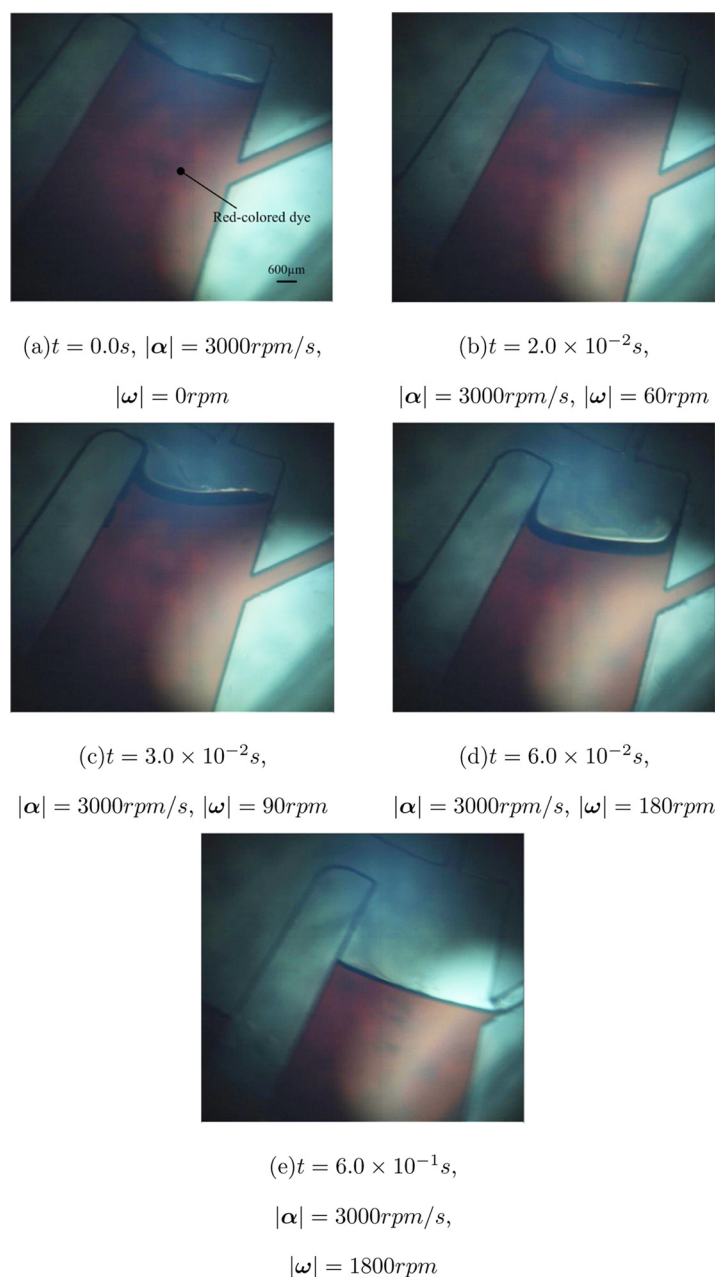 Red-colored dye
600μm
(a)t = 0.0s, |α| = 3000rpm/s,
|ω| = 0rpm
(b)t = 2.0 × 10⁻²s,
|α| = 3000rpm/s, |ω| = 60rpm
(c)t = 3.0 × 10⁻²s,
|α| = 3000rpm/s, |ω| = 90rpm
(d)t = 6.0 × 10⁻²s,
|α| = 3000rpm/s, |ω| = 180rpm
(e)t = 6.0 × 10⁻¹s,
|α| = 3000rpm/s,
|ω| = 1800rpm